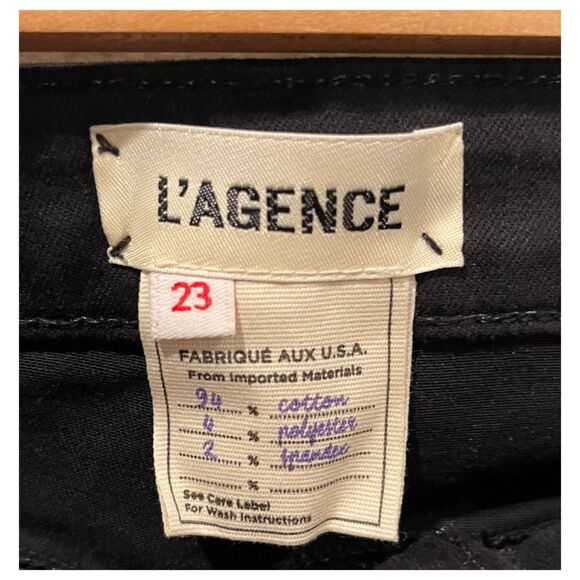 L'AGENCE
23
FABRIQUÉ AUX U.S.A.
From Imported Materials
94 % cotton
4 % polyester
2 % spandex
%
See Care Label
For Wash Instructions